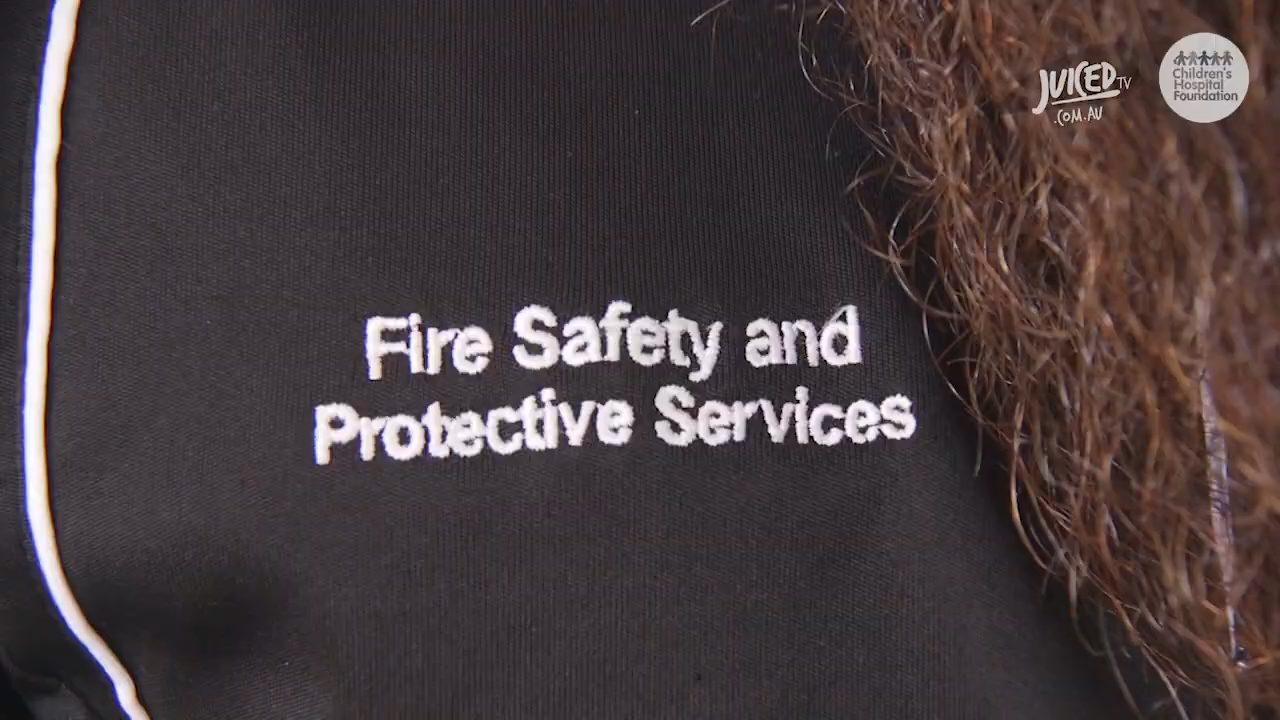 JUICED TV
.COM.AU
Children's
Hospital
Foundation
Fire Safety and
Protective Services